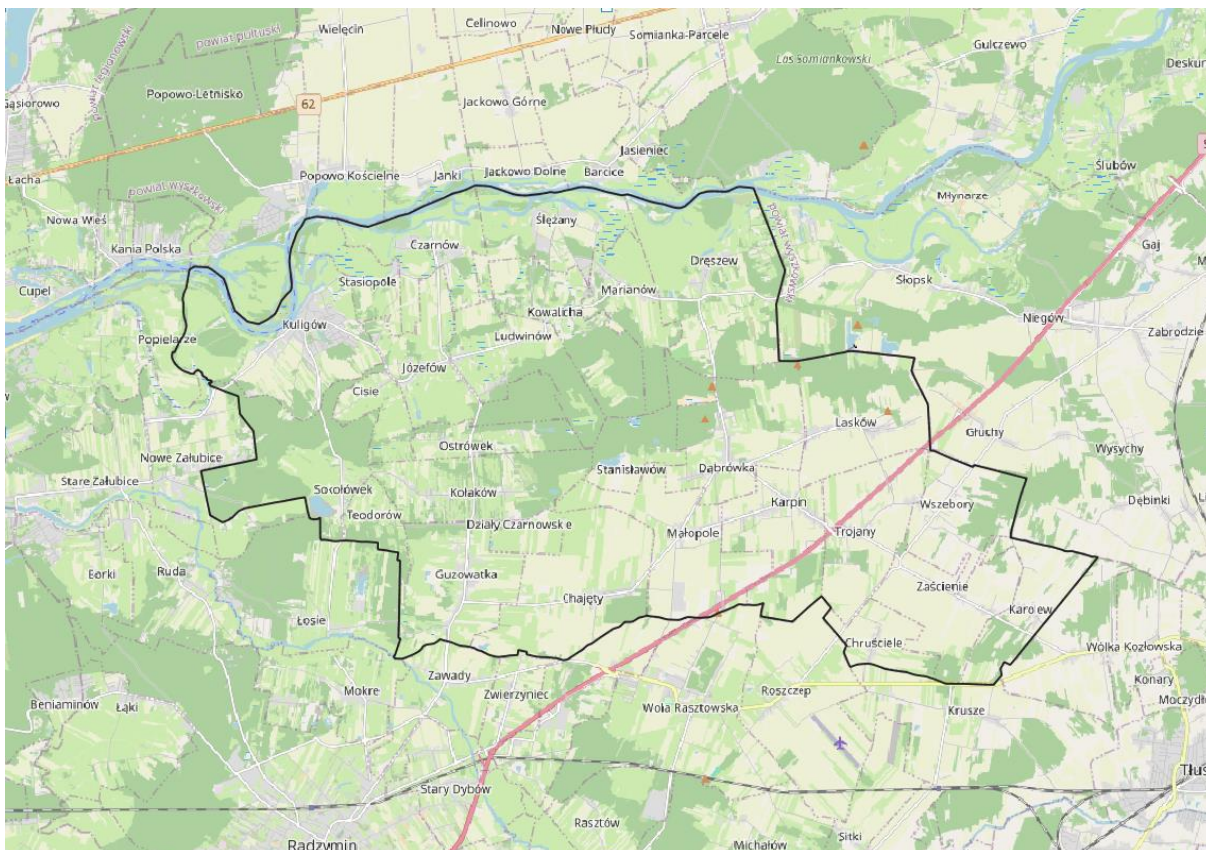 Celinowo
Wielęcin
Nowe Płudy
Somianka-Parcele
powiat pułtuski
Gulczewo
Las Somiankowski
Deskur
powiat legionowski
Popowo-Letnisko
Gąsiorowo
62
Jackowo Górne
S
Jasieniec
Ślubów
Łacha
Popowo Kościelne
Janki
Jackowo Dolne
Barcice
powiat wyszkowski
Młynarze
Nowa Wieś
Ślężany
Gaj
Kania Polska
Czarnów
Dręszew
powiat wyszkowski
Cupel
Stasiopole
Marianów
Słopsk
Kowalicha
Niegów
Kuligów
Zabrodzie
Popielarze
Ludwinów
Józefów
Cisie
Lasków
Głuchy
Ostrówek
Wysychy
Nowe Załubice
Stanisławów
Dąbrówka
Stare Załubice
Sokołówek
Kołaków
Karpin
Wszebory
Dębinki
Teodorów
Działy Czarnowskie
Małopole
Trojany
Borki
Ruda
Guzowatka
Zaścienie
Chajęty
Karolew
Łosie
Chruściele
Wólka Kozłowska
Zawady
Mokre
Zwierzyniec
Roszczep
Konary
Beniaminów
Łąki
Wola Rasztowska
Krusze
Moczydło
Tłuś
Stary Dybów
Rasztów
Sitki
Radzymin
Michałów